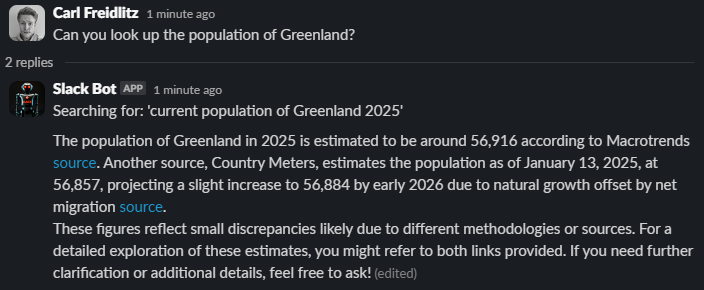 Carl Freidlitz 1 minute ago
Can you look up the population of Greenland?
2 replies
Slack Bot APP 1 minute ago
Searching for: 'current population of Greenland 2025'
The population of Greenland in 2025 is estimated to be around 56,916 according to Macrotrends
source. Another source, Country Meters, estimates the population as of January 13, 2025, at
56,857, projecting a slight increase to 56,884 by early 2026 due to natural growth offset by net
migration source.
These figures reflect small discrepancies likely due to different methodologies or sources. For a
detailed exploration of these estimates, you might refer to both links provided. If you need further
clarification or additional details, feel free to ask! (edited)